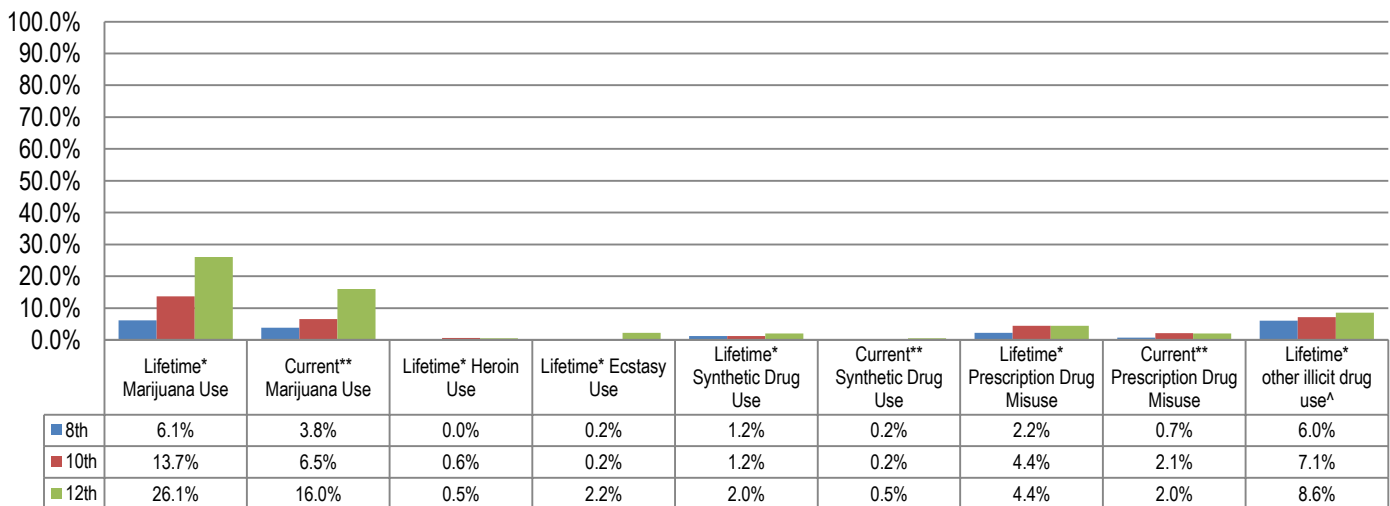 100.0%
90.0%
80.0%
70.0%
60.0%
50.0%
40.0%
30.0%
20.0%
10.0%
0.0%
Lifetime*
Marijuana Use
Current**
Marijuana Use
Lifetime* Heroin
Use
Lifetime* Ecstasy
Use
Lifetime*
Synthetic Drug
Use
Current**
Synthetic Drug
Use
Lifetime*
Prescription Drug
Misuse
Current**
Prescription Drug
Misuse
Lifetime*
other illicit drug
use^
8th 6.1% 3.8% 0.0% 0.2% 1.2% 0.2% 2.2% 0.7% 6.0%
10th 13.7% 6.5% 0.6% 0.2% 1.2% 0.2% 4.4% 2.1% 7.1%
12th 26.1% 16.0% 0.5% 2.2% 2.0% 0.5% 4.4% 2.0% 8.6%